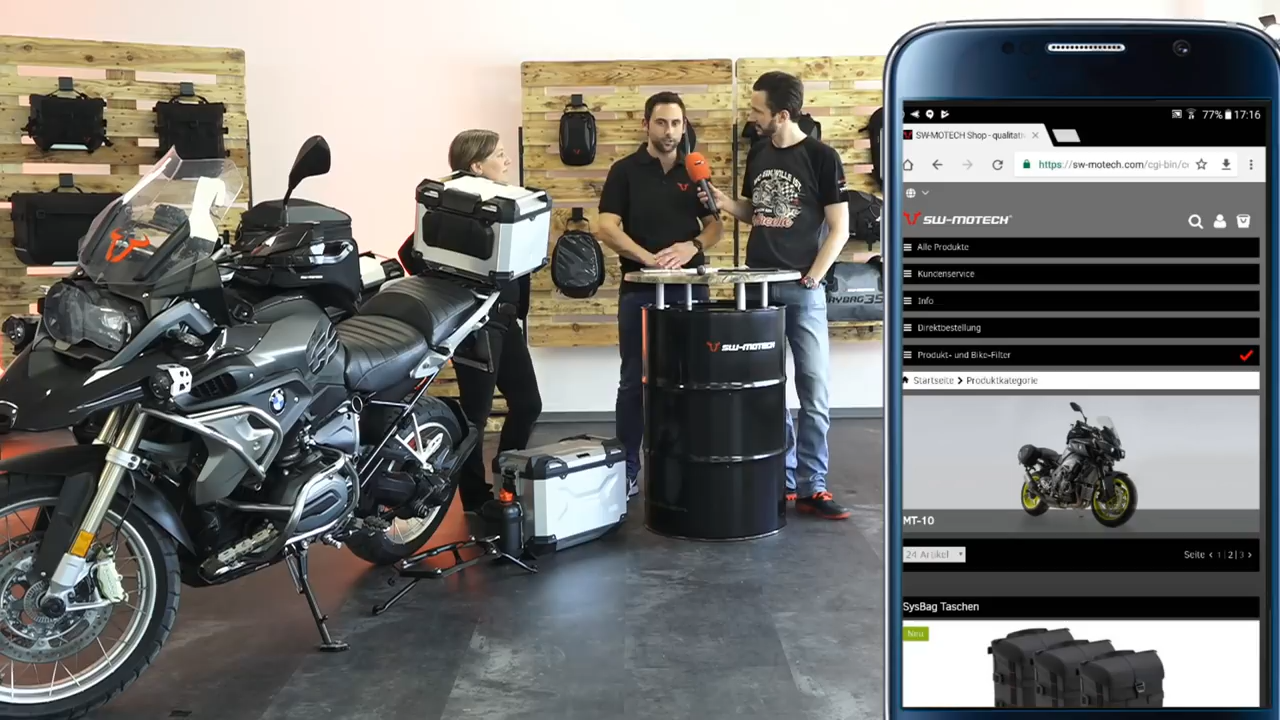 77% 17:16
SW-MOTECH Shop - qualitativ
https://sw-motech.com/cgi-bin/c
SW-MOTECH
Alle Produkte
Kundenservice
Info
Direktbestellung
Produkt- und Bike-Filter
Startseite > Produktkategorie
MT-10
24 Artikel
Seite < 1 | 2 | 3 >
SysBag Taschen
Neu
SW-MOTECH